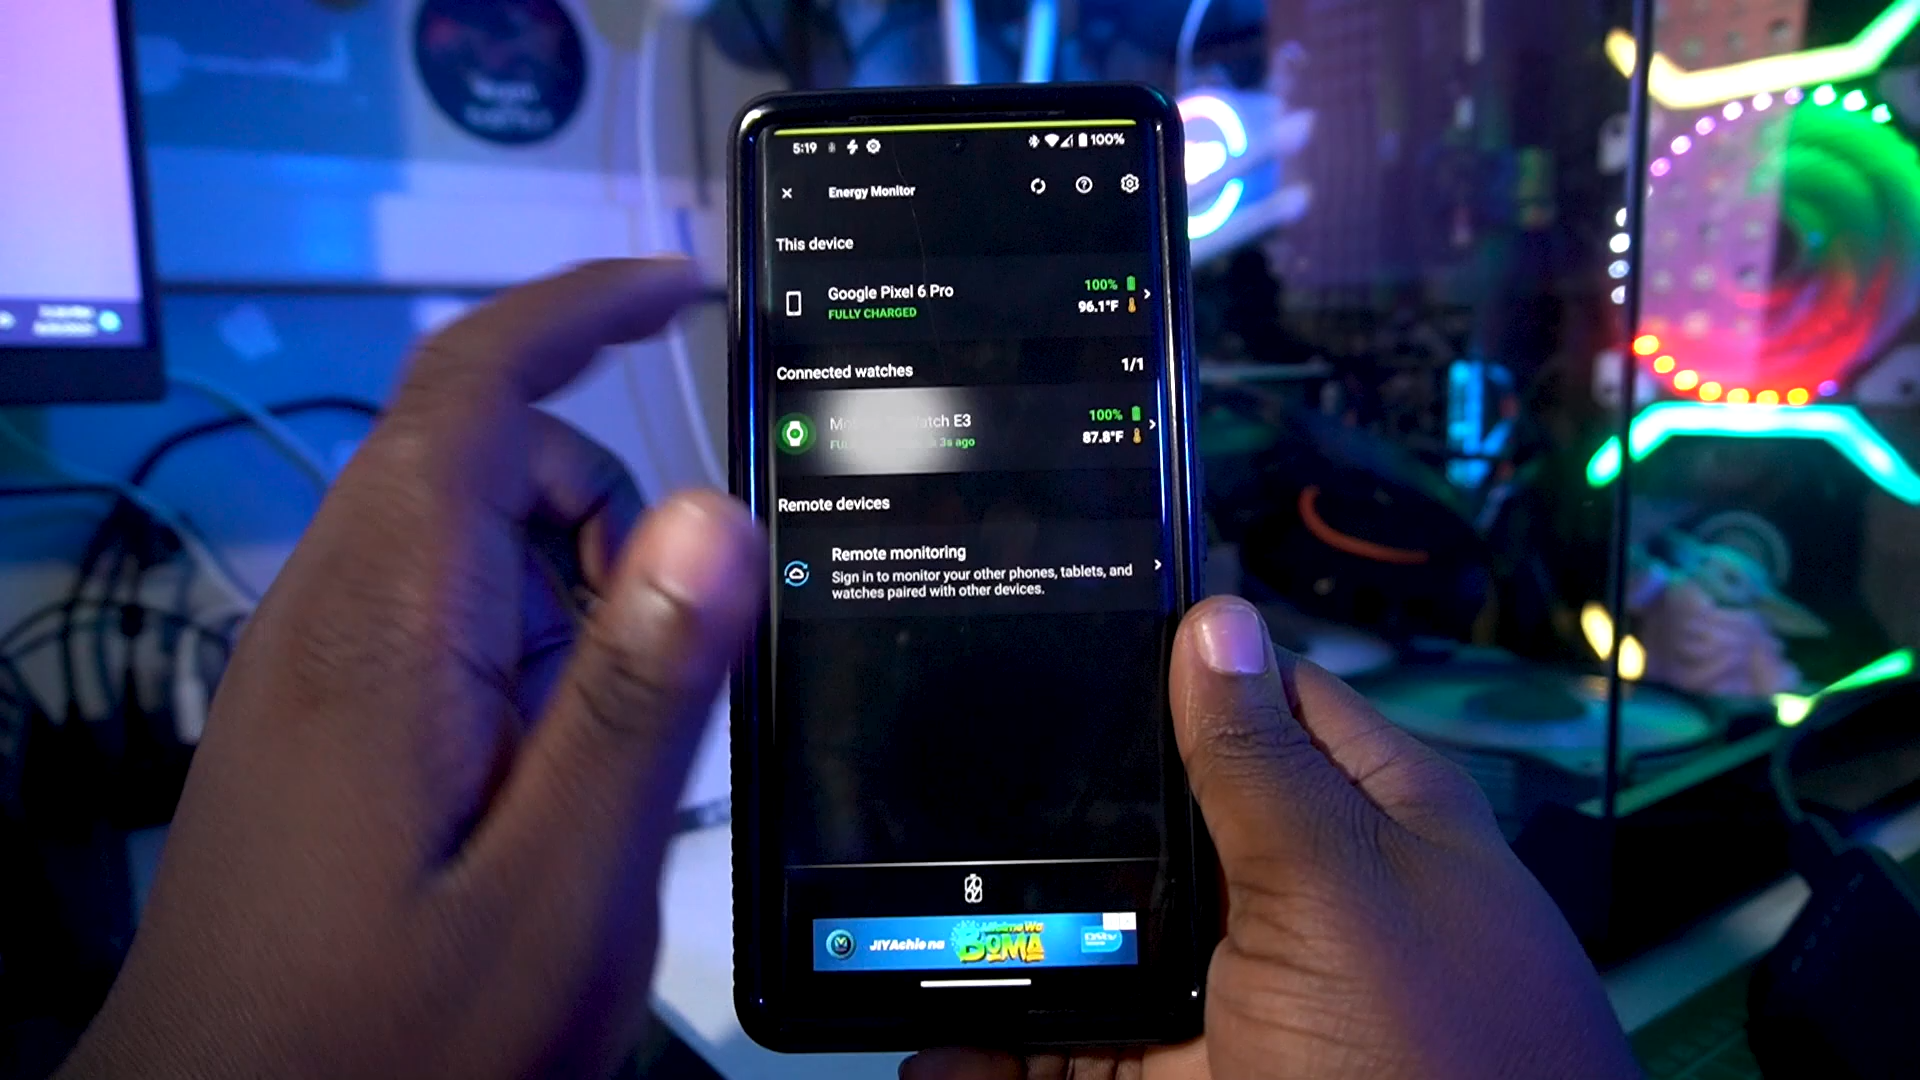 5:19
100%
Energy Monitor
This device
Google Pixel 6 Pro
100%
FULLY CHARGED
96.1°F
Connected watches
1/1
Watch E3
100%
3s ago
87.8°F
Remote devices
Remote monitoring
Sign in to monitor your other phones, tablets, and
watches paired with other devices.
JIYAchie na
BOMA
DStv